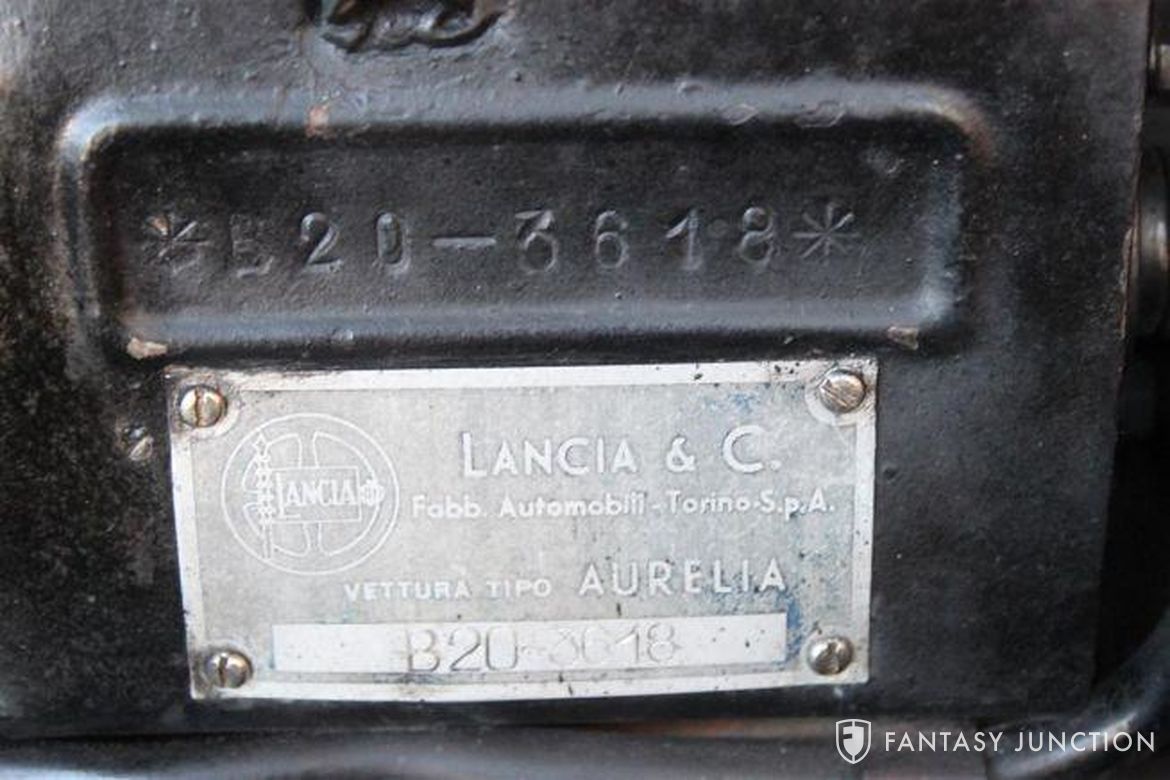 *B20-3618*
LANCIA & C.
LANCIA
Fabb. Automobili - Torino - S.p.A.
VETTURA TIPO AURELIA
B20-3618
FANTASY JUNCTION